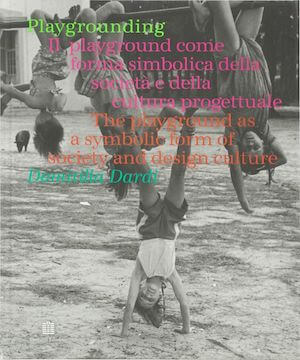 Playgrounding
Il playground come
forma simbolica della
società e della
cultura progettuale
The playground as
a symbolic form of
society and design culture
Domitilla Dardi